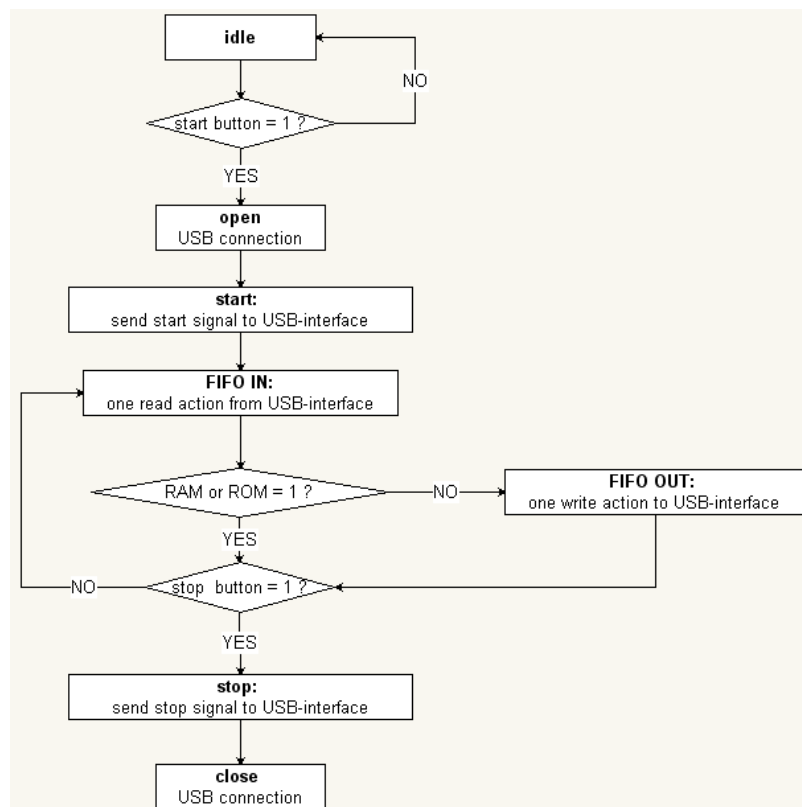 idle
NO
start button = 1 ?
YES
open
USB connection
start:
send start signal to USB-interface
FIFO IN:
one read action from USB-interface
RAM or ROM = 1 ?
NO
FIFO OUT:
one write action to USB-interface
YES
NO
stop button = 1 ?
YES
stop:
send stop signal to USB-interface
close
USB connection